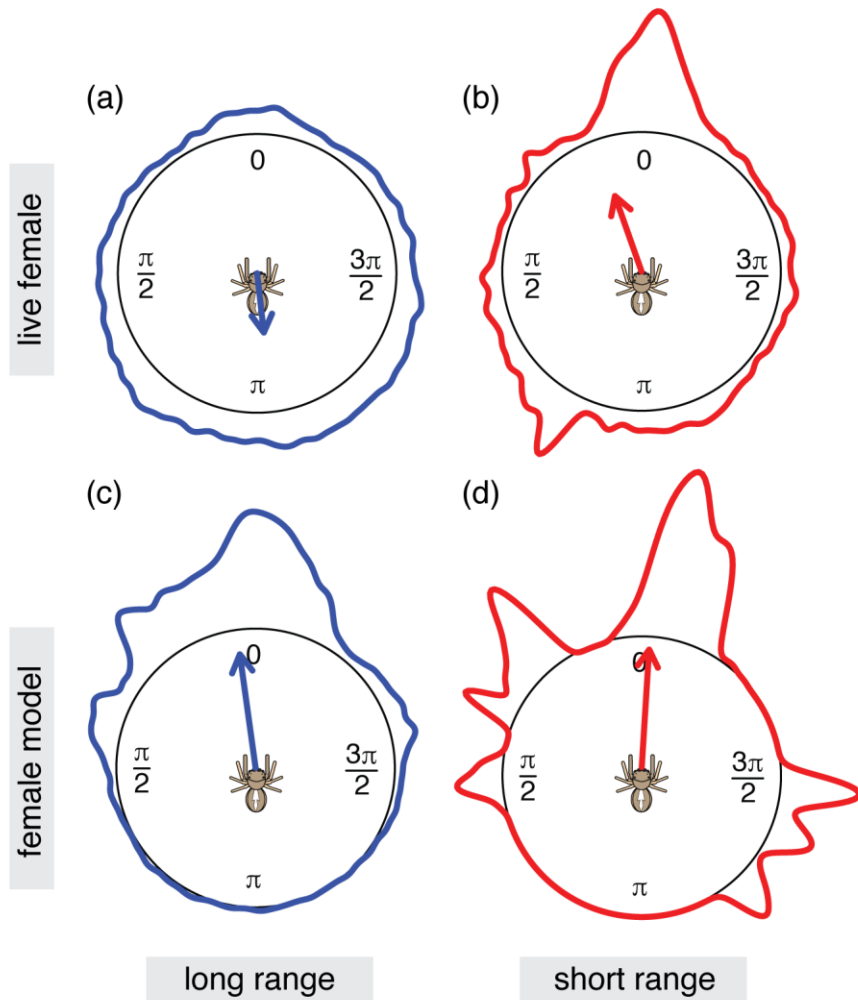 (a)
(b)
live female
0
π/2
3π/2
π
0
π/2
3π/2
π
(c)
(d)
female model
0
π/2
3π/2
π
0
π/2
3π/2
π
long range
short range